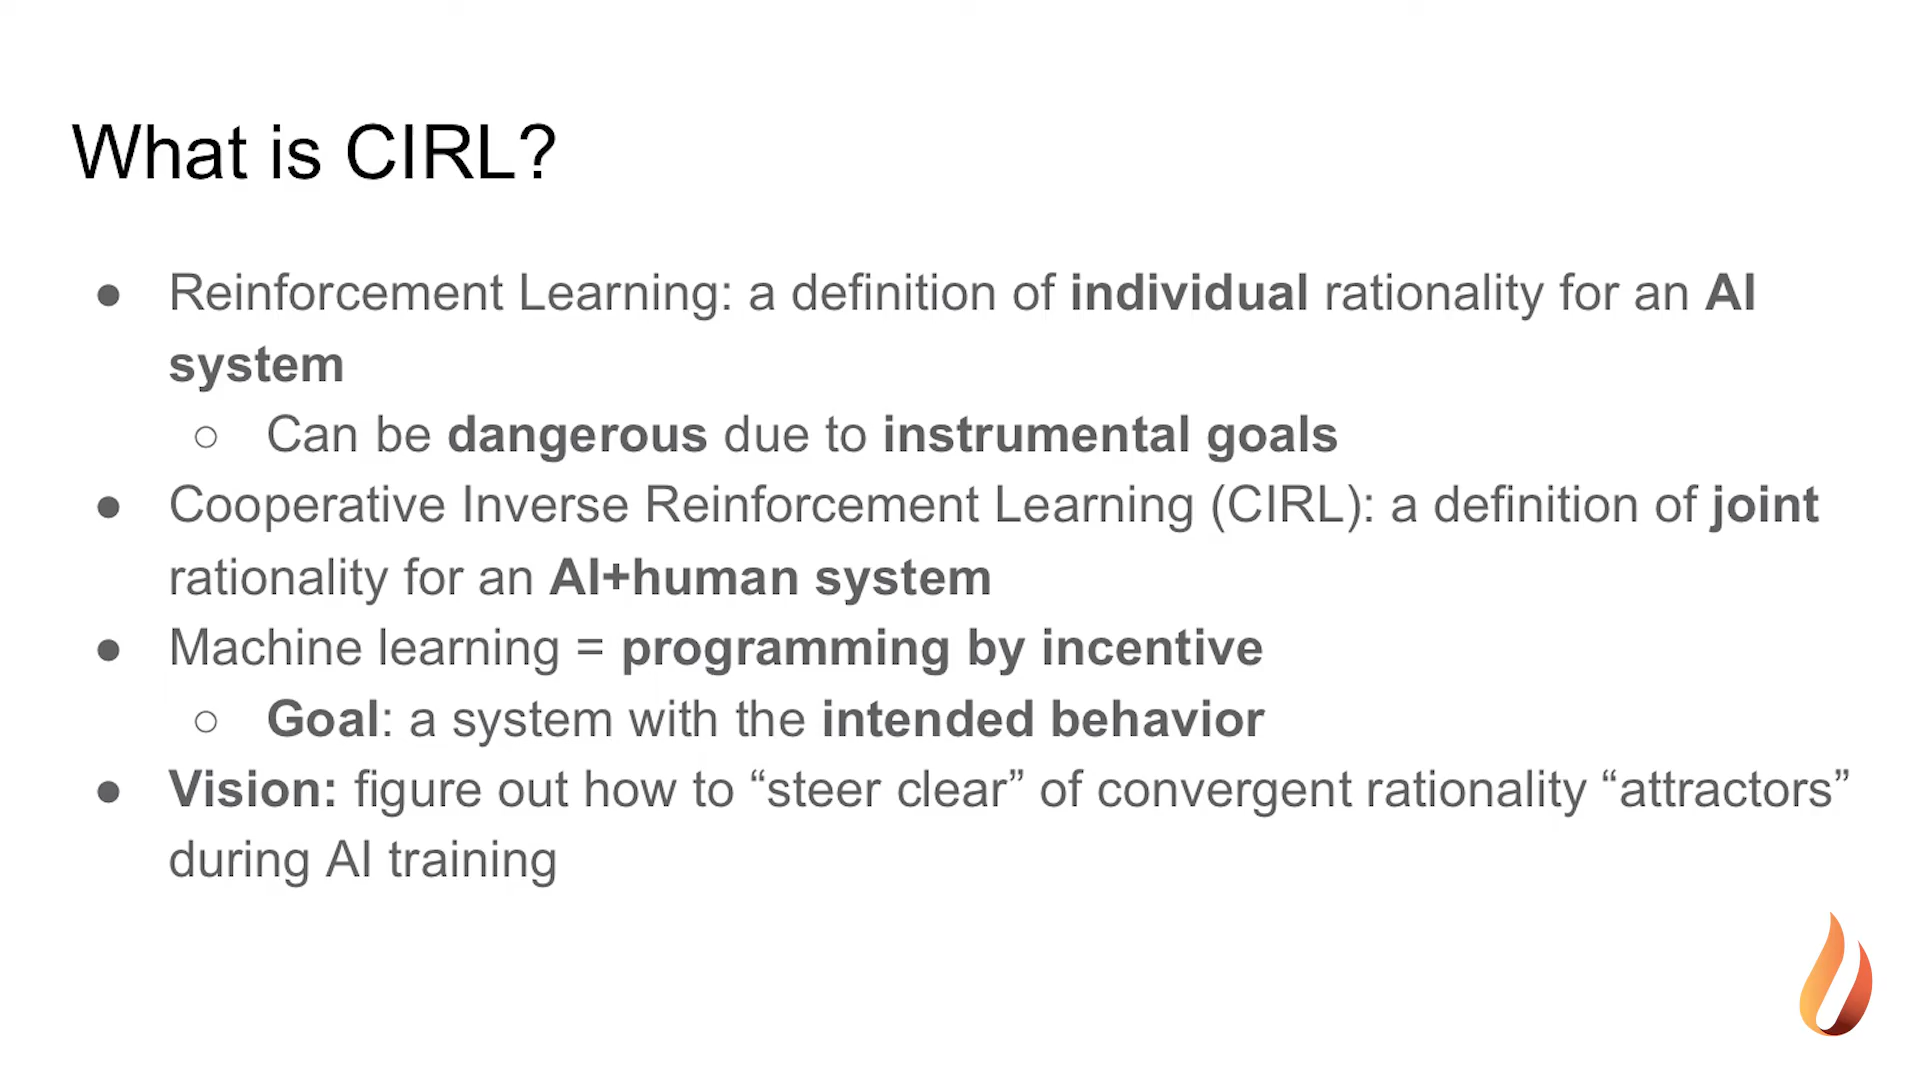 What is CIRL?
● Reinforcement Learning: a definition of individual rationality for an AI
system
○ Can be dangerous due to instrumental goals
● Cooperative Inverse Reinforcement Learning (CIRL): a definition of joint
rationality for an AI+human system
● Machine learning = programming by incentive
○ Goal: a system with the intended behavior
● Vision: figure out how to “steer clear” of convergent rationality “attractors”
during AI training